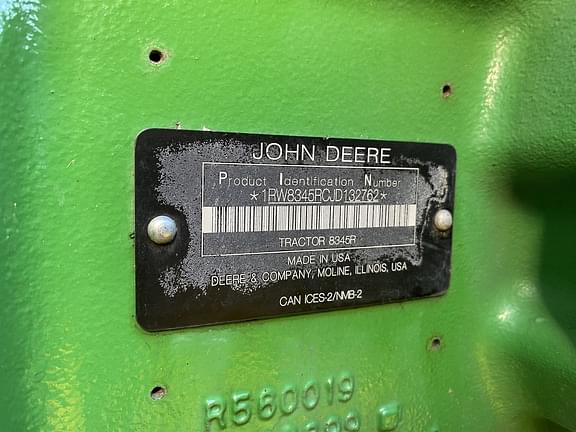 JOHN DEERE
Product Identification Number
*1RW8345RCJD132762*
TRACTOR 8345R
MADE IN USA
DEERE & COMPANY, MOLINE, ILLINOIS, USA
CAN ICES-2/NMB-2
R560019